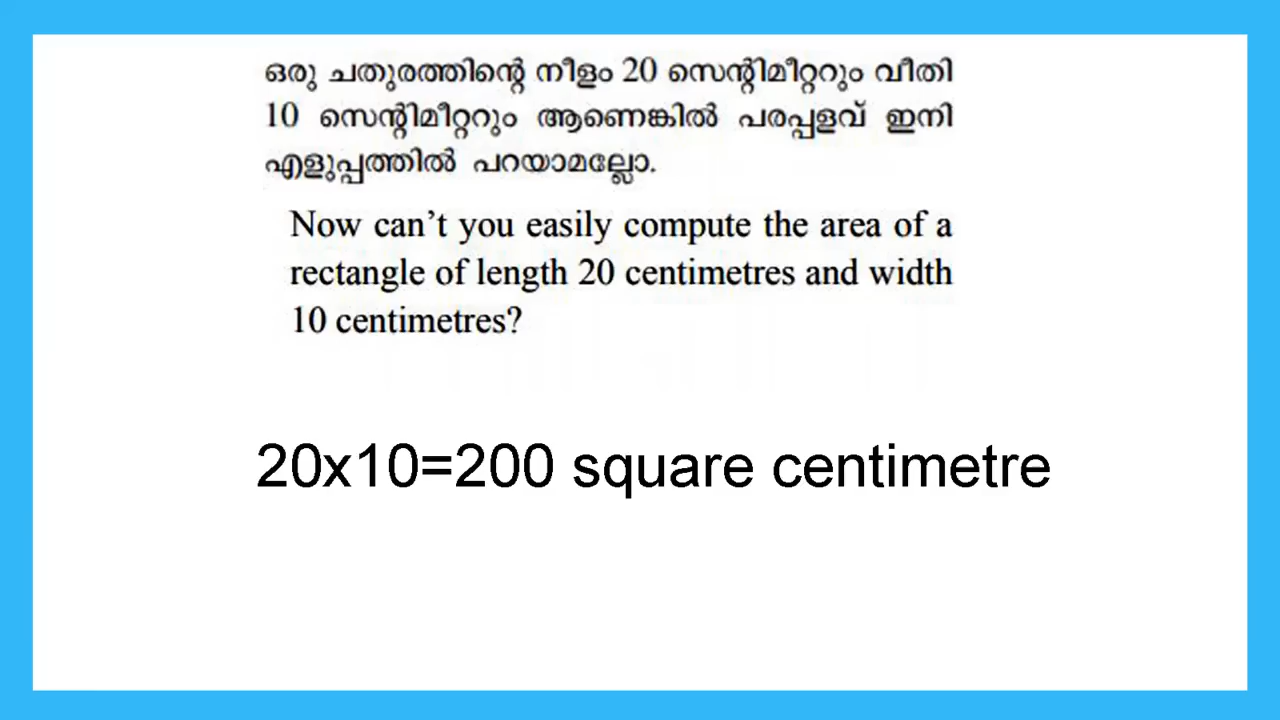 ഒരു ചതുരത്തിന്റെ നീളം 20 സെന്റിമീറ്ററും വീതി
10 സെന്റിമീറ്ററും ആണെങ്കിൽ പരപ്പളവ് ഇനി
എളുപ്പത്തിൽ പറയാമല്ലോ.
Now can’t you easily compute the area of a
rectangle of length 20 centimetres and width
10 centimetres?
20x10=200 square centimetre